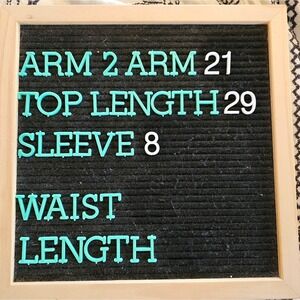 ARM 2 ARM 21
TOP LENGTH 29
SLEEVE 8
WAIST
LENGTH